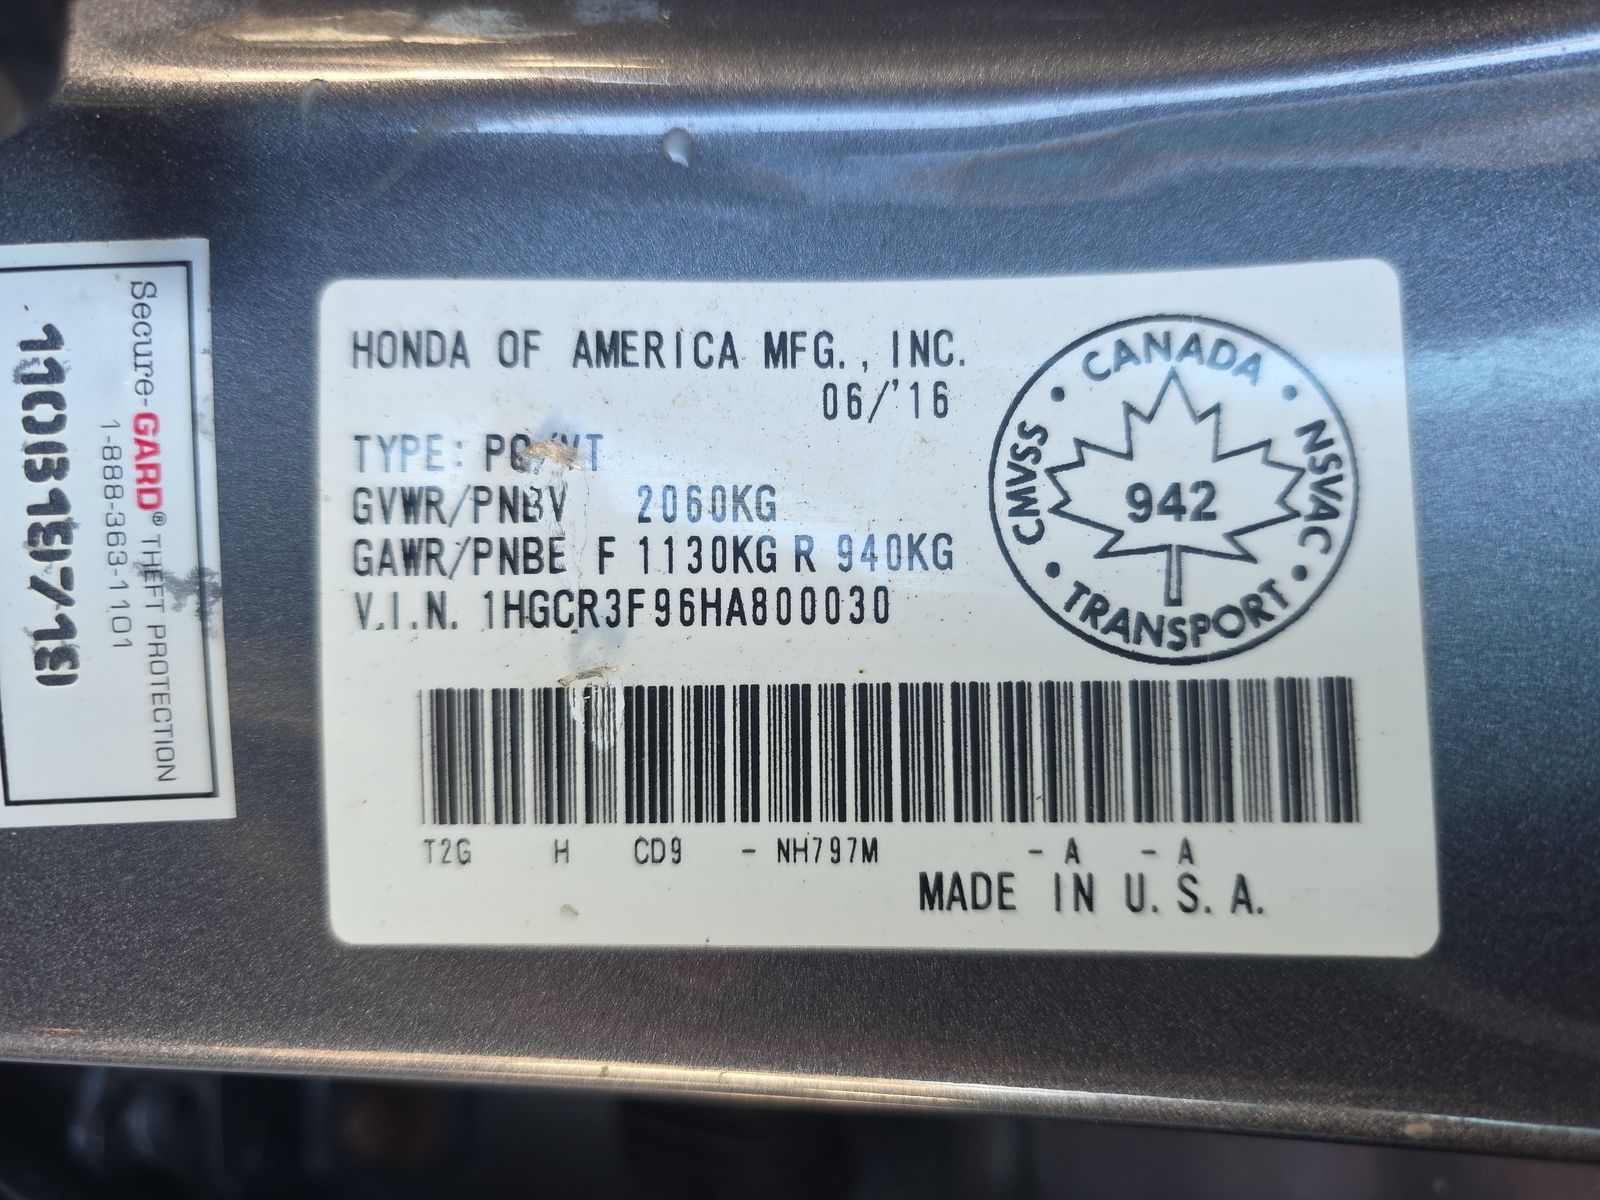 HONDA OF AMERICA MFG., INC.
06/'16
TYPE:
GVWR/PNBV 2060KG
GAWR/PNBE F 1130KG R 940KG
V.I.N. 1HGCR3F96HA800030
CANADA
CMVSS
942
NSVAC
TRANSPORT
T2G H CD9 - NH797M - A - A
MADE IN U.S.A.
Secure-GARD® THEFT PROTECTION
1-888-363-1101